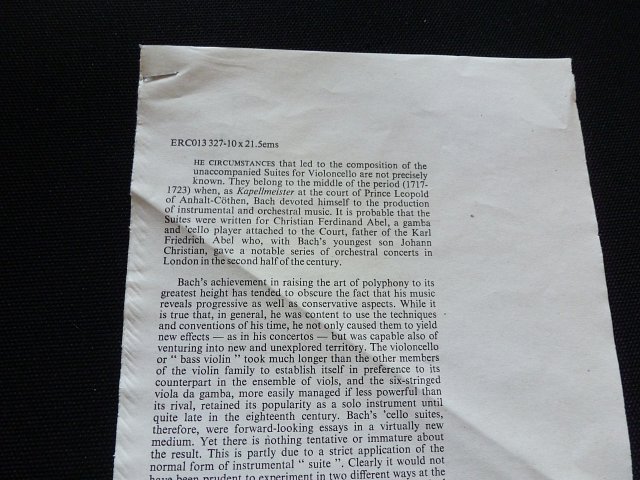 ERC013 327-10 x 21.5ems
HE CIRCUMSTANCES that led to the composition of the
unaccompanied Suites for Violoncello are not precisely
known. They belong to the middle of the period (1717-
1723) when, as Kapellmeister at the court of Prince Leopold
of Anhalt-Cöthen, Bach devoted himself to the production
of instrumental and orchestral music. It is probable that the
Suites were written for Christian Ferdinand Abel, a gamba
and 'cello player attached to the Court, father of the Karl
Friedrich Abel who, with Bach's youngest son Johann
Christian, gave a notable series of orchestral concerts in
London in the second half of the century.
Bach's achievement in raising the art of polyphony to its
greatest height has tended to obscure the fact that his music
reveals progressive as well as conservative aspects. While it
is true that, in general, he was content to use the techniques
and conventions of his time, he not only caused them to yield
new effects — as in his concertos — but was capable also of
venturing into new and unexplored territory. The violoncello
or “ bass violin ” took much longer than the other members
of the violin family to establish itself in preference to its
counterpart in the ensemble of viols, and the six-stringed
viola da gamba, more easily managed if less powerful than
its rival, retained its popularity as a solo instrument until
quite late in the eighteenth century. Bach's 'cello suites,
therefore, were forward-looking essays in a virtually new
medium. Yet there is nothing tentative or immature about
the result. This is partly due to a strict application of the
normal form of instrumental “ suite ”. Clearly it would not
have been prudent to experiment in two different ways at the